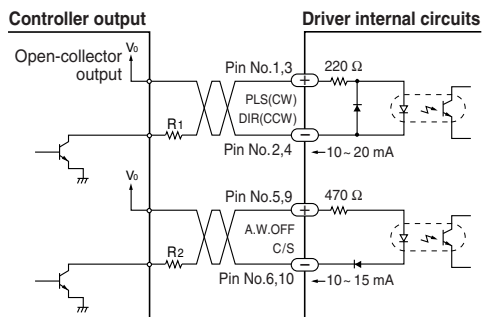 Controller output
Driver internal circuits
V0
Open-collector
output
Pin No.1,3
220 Ω
+
PLS(CW)
DIR(CCW)
R1
−
Pin No.2,4
←10~20 mA
V0
Pin No.5,9
470 Ω
+
A.W.OFF
C/S
R2
−
Pin No.6,10
←10~15 mA